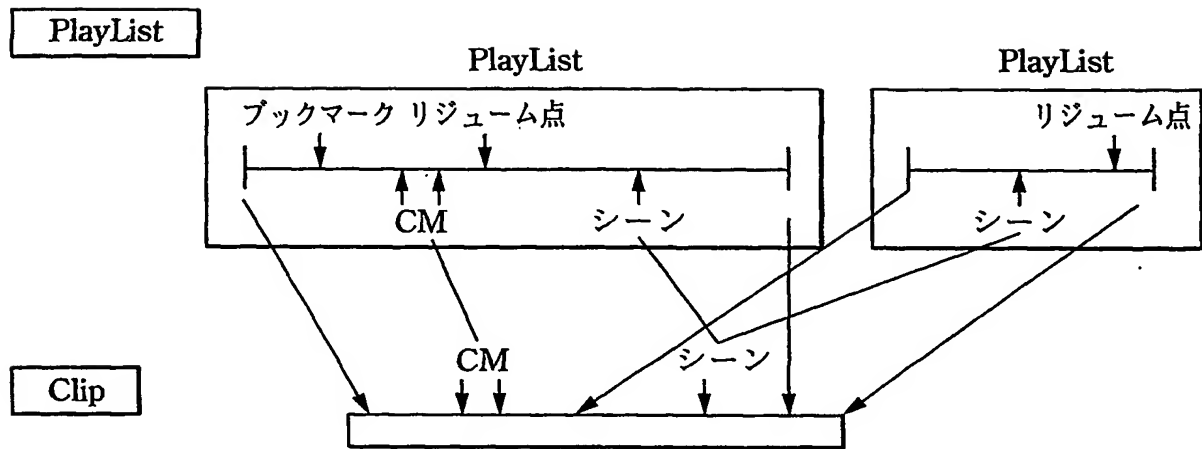 PlayList
PlayList PlayList
ブックマーク リジューム点 リジューム点
CM シーン シーン
CM シーン
Clip